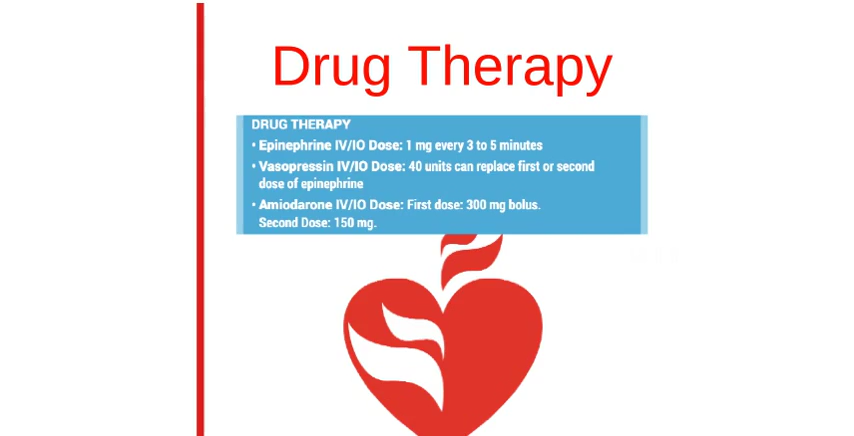 Drug Therapy
DRUG THERAPY
• Epinephrine IV/IO Dose: 1 mg every 3 to 5 minutes
• Vasopressin IV/IO Dose: 40 units can replace first or second
dose of epinephrine
• Amiodarone IV/IO Dose: First dose: 300 mg bolus.
Second Dose: 150 mg.